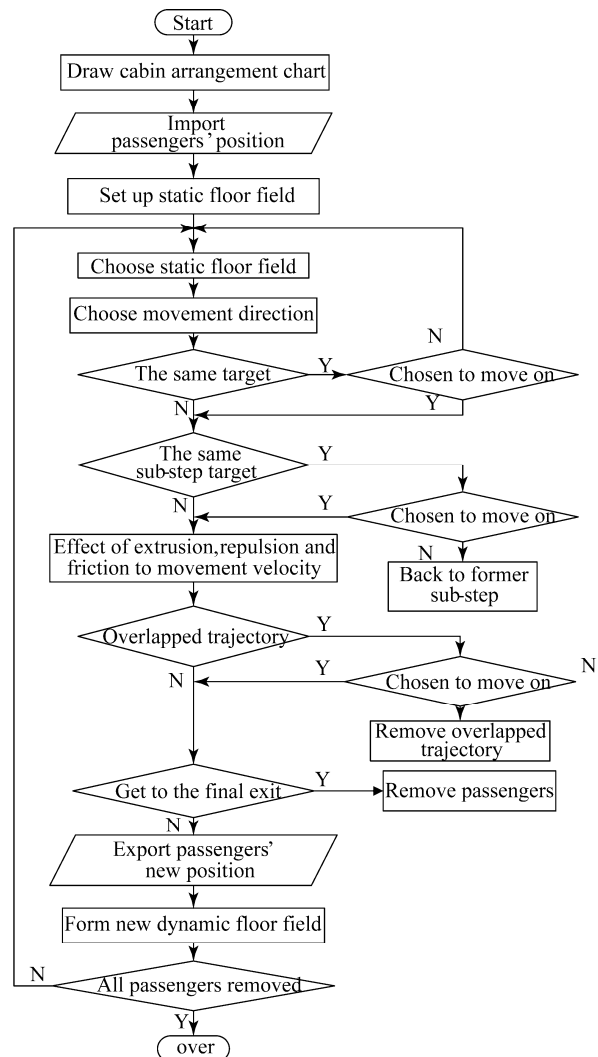 Start
Draw cabin arrangement chart
Import
passengers' position
Set up static floor field
Choose static floor field
Choose movement direction
N
The same target
Y
Chosen to move on
N
Y
The same
sub-step target
Y
N
Y
Chosen to move on
Effect of extrusion,repulsion and
friction to movement velocity
N
Back to former
sub-step
Overlapped trajectory
Y
N
Y
Chosen to move on
N
Remove overlapped
trajectory
Get to the final exit
Y
Remove passengers
N
Export passengers'
new position
Form new dynamic floor field
N
All passengers removed
Y
over